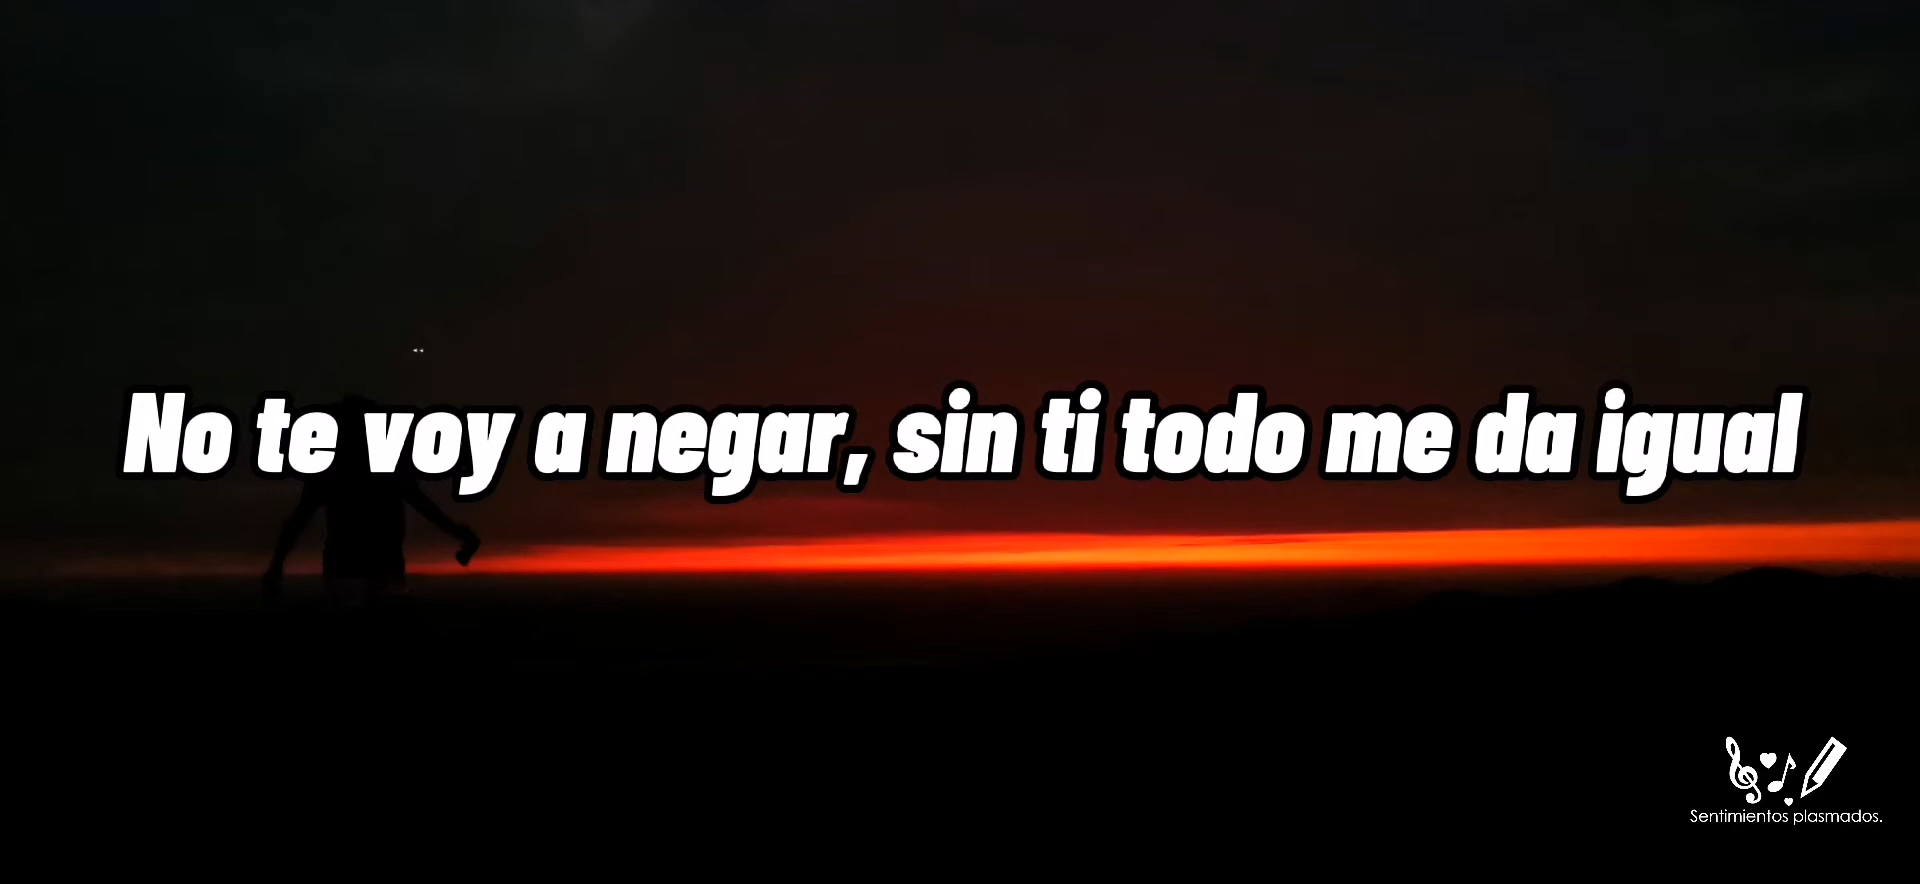 No te voy a negar, sin ti todo me da igual
Sentimientos plasmados.